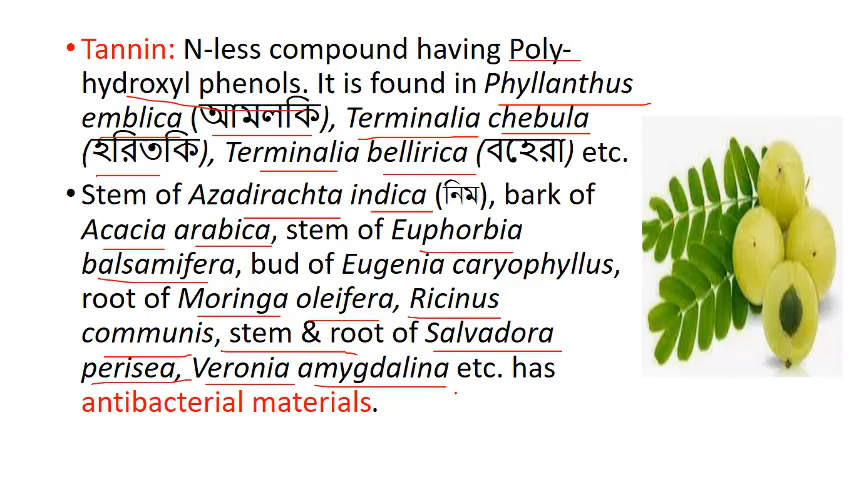 • Tannin: N-less compound having Poly-
hydroxyl phenols. It is found in Phyllanthus
emblica (আমলকি), Terminalia chebula
(হরিতকি), Terminalia bellirica (বহেরা) etc.
• Stem of Azadirachta indica (নিম), bark of
Acacia arabica, stem of Euphorbia
balsamifera, bud of Eugenia caryophyllus,
root of Moringa oleifera, Ricinus
communis, stem & root of Salvadora
perisea, Veronia amygdalina etc. has
antibacterial materials.